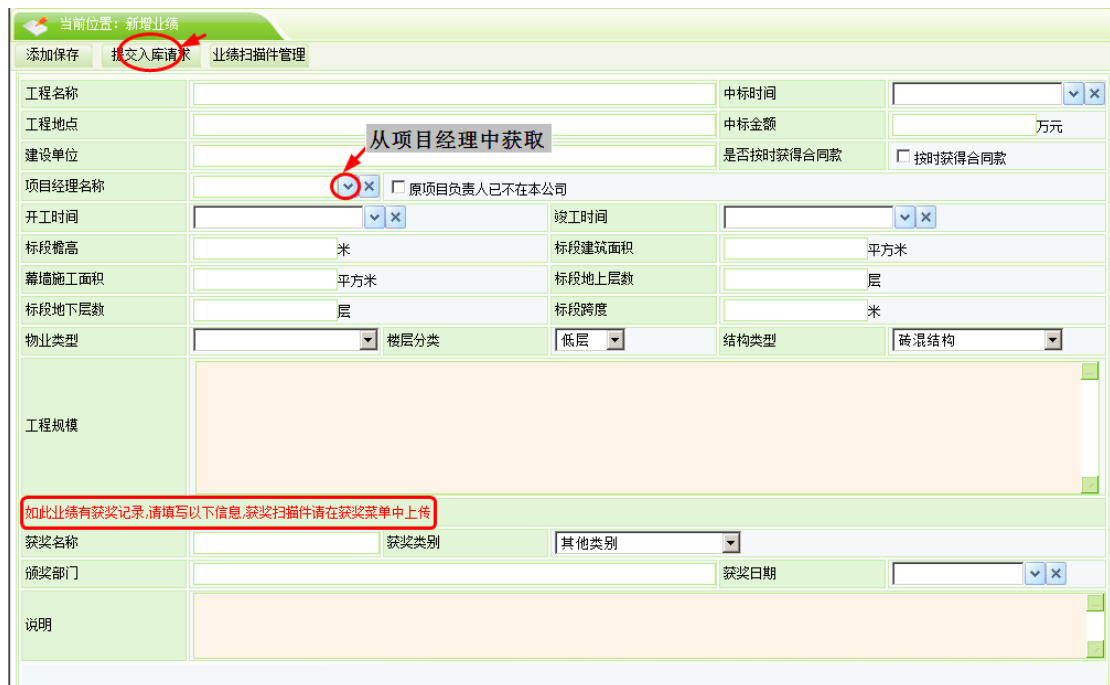 当前位置：新增业绩
添加保存 提交入库请求 业绩扫描件管理
工程名称 中标时间
工程地点 中标金额 万元
从项目经理中获取
建设单位 是否按时获得合同款 按时获得合同款
项目经理名称 原项目负责人已不在本公司
开工时间 竣工时间
标段檐高 米 标段建筑面积 平方米
幕墙施工面积 平方米 标段地上层数 层
标段地下层数 层 标段跨度 米
物业类型 楼层分类 低层 结构类型 砖混结构
工程规模
如此业绩有获奖记录,请填写以下信息,获奖扫描件请在获奖菜单中上传
获奖名称 获奖类别 其他类别
颁奖部门 获奖日期
说明